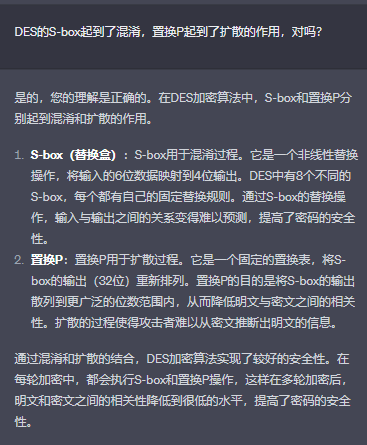 DES的S-box起到了混淆，置换P起到了扩散的作用，对吗？
是的，您的理解是正确的。在DES加密算法中，S-box和置换P分
别起到混淆和扩散的作用。
1. S-box（替换盒）：S-box用于混淆过程。它是一个非线性替换
操作，将输入的6位数据映射到4位输出。DES中有8个不同的
S-box，每个都有自己的固定替换规则。通过S-box的替换操
作，输入与输出之间的关系变得难以预测，提高了密码的安全
性。
2. 置换P：置换P用于扩散过程。它是一个固定的置换表，将S-
box的输出（32位）重新排列。置换P的目的是将S-box的输出
散列到更广泛的位数范围内，从而降低明文与密文之间的相关
性。扩散的过程使得攻击者难以从密文推断出明文的信息。
通过混淆和扩散的结合，DES加密算法实现了较好的安全性。在
每轮加密中，都会执行S-box和置换P操作，这样在多轮加密后，
明文和密文之间的相关性降低到很低的水平，提高了密码的安全
性。